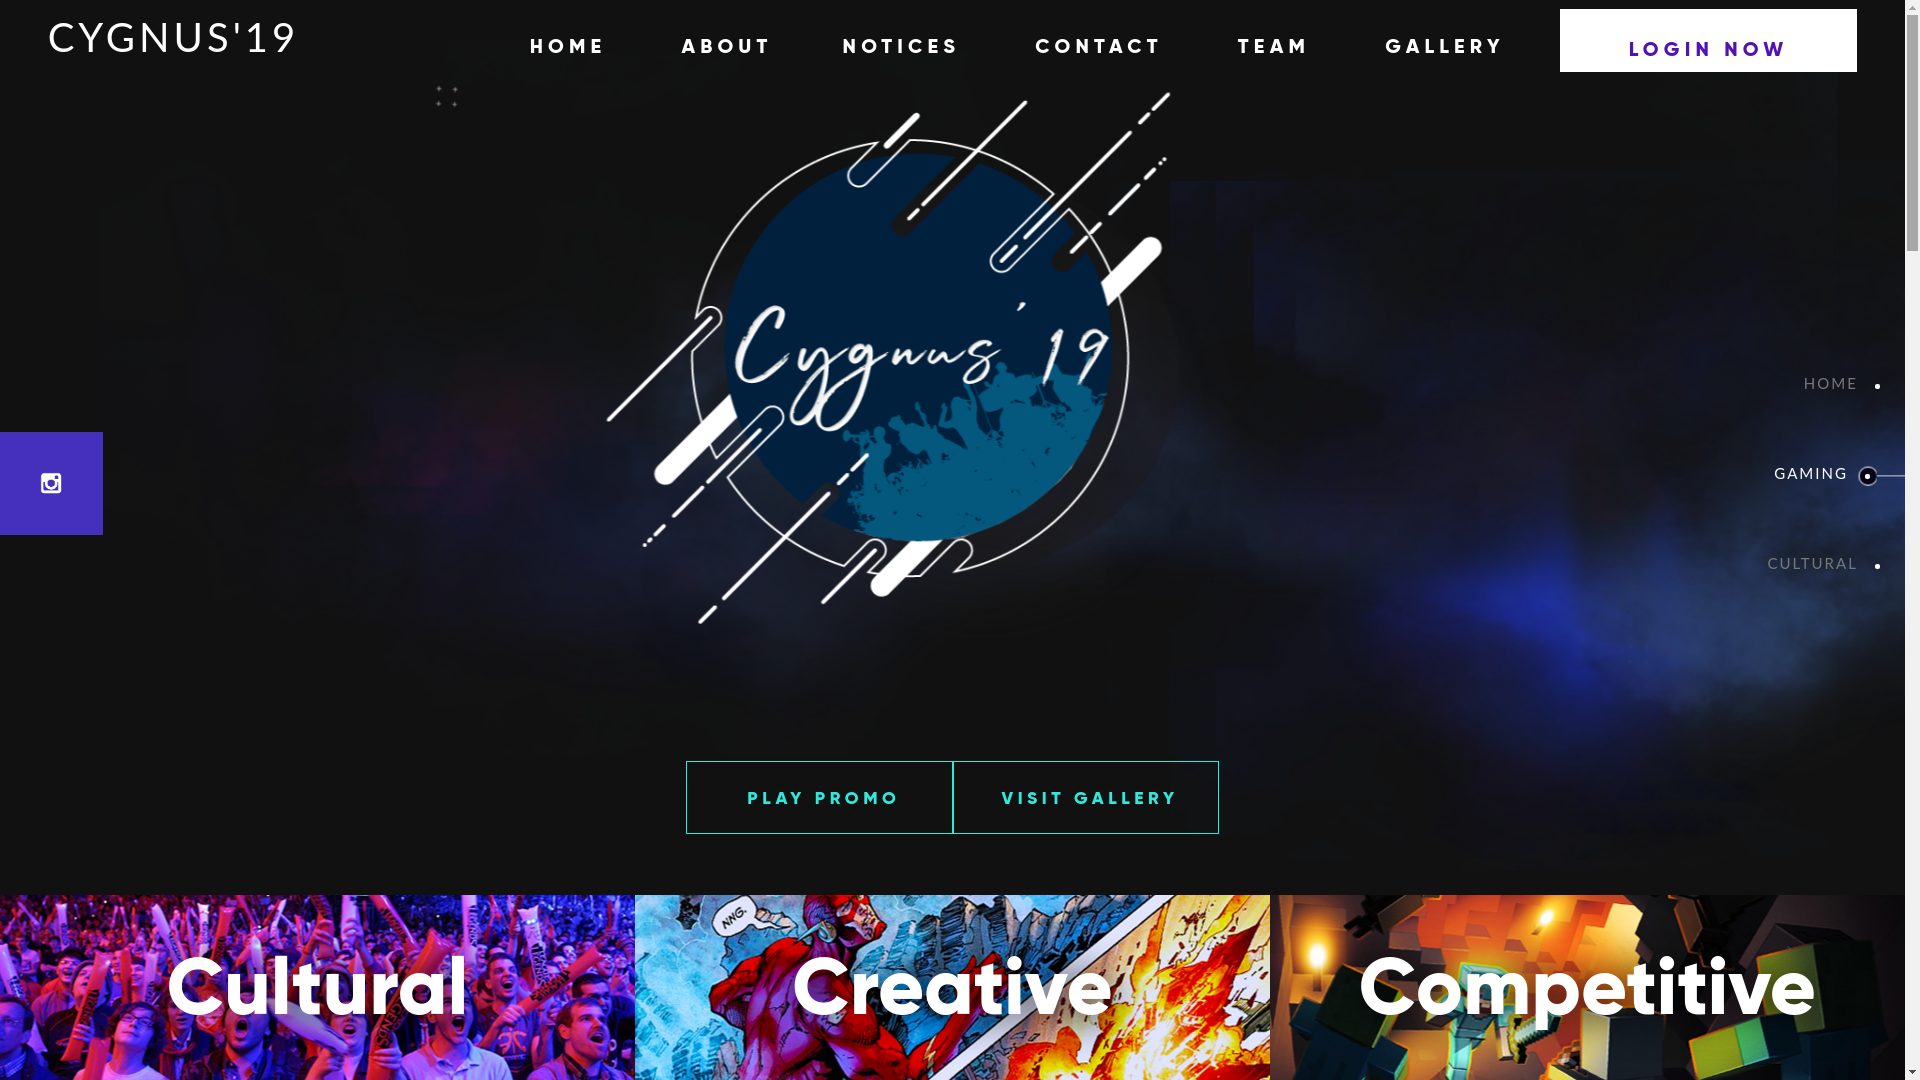 CYGNUS'19
HOME ABOUT NOTICES CONTACT TEAM GALLERY LOGIN NOW
Cygnus '19
HOME
GAMING
CULTURAL
PLAY PROMO VISIT GALLERY
NNG.
Cultural Creative Competitive